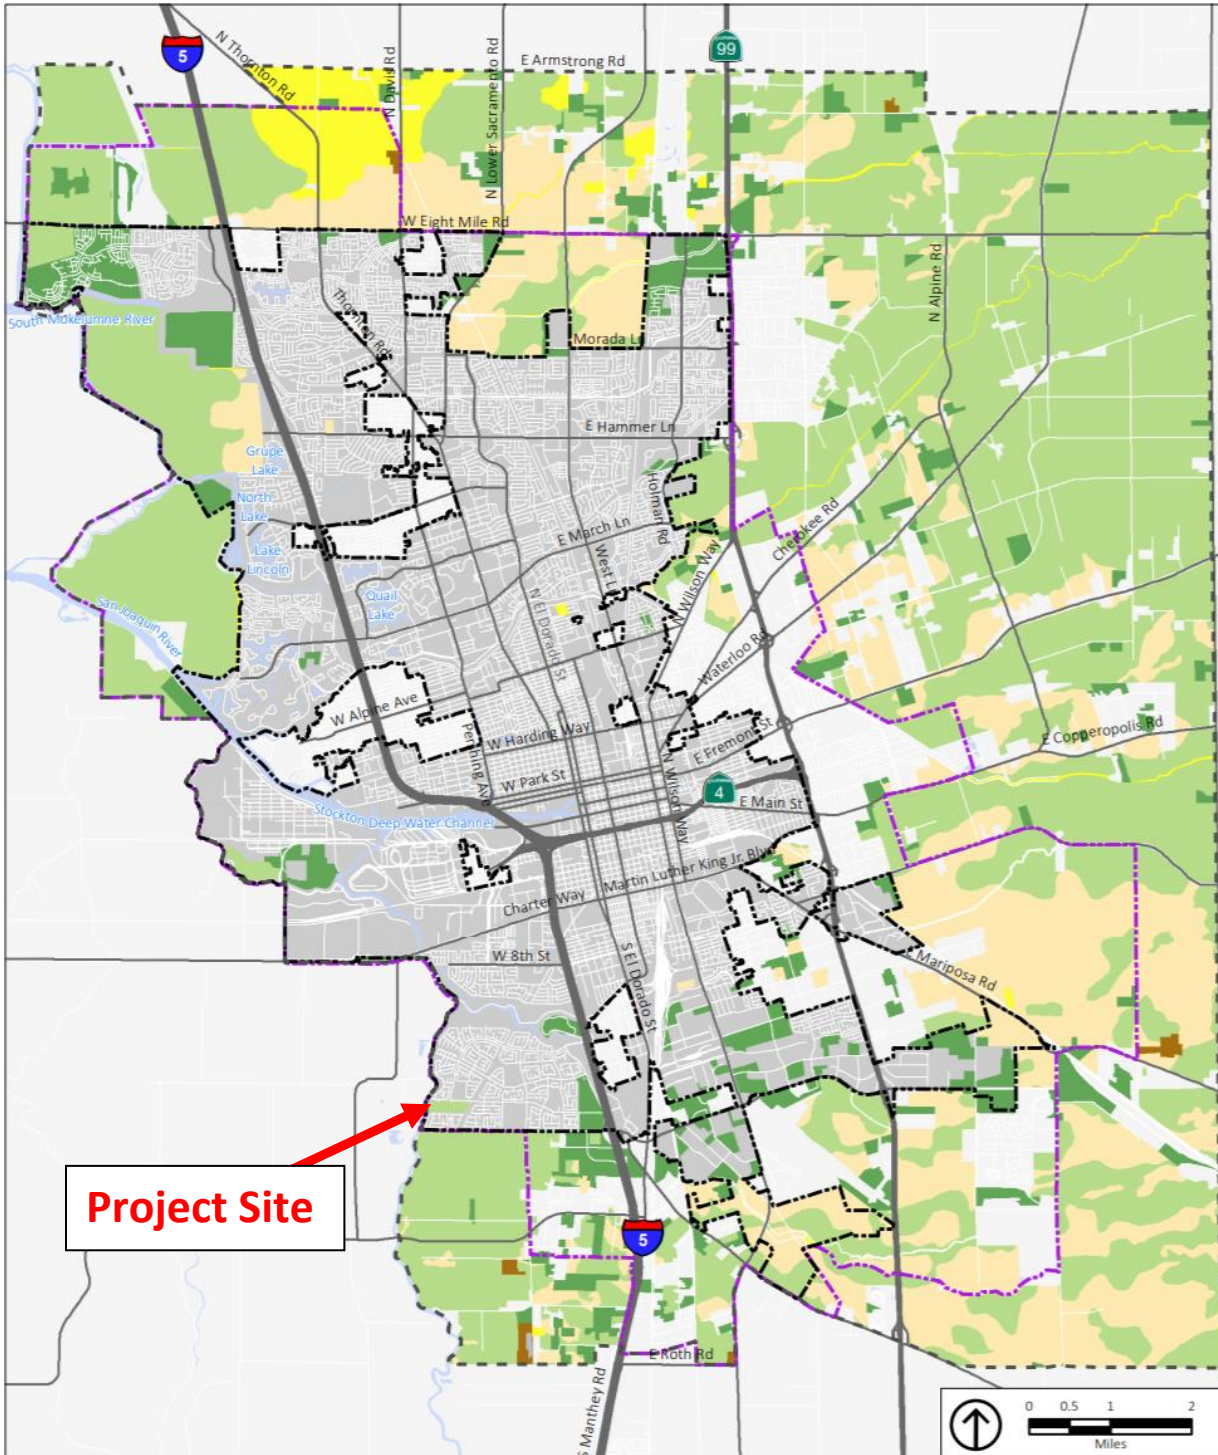 5
99
N Thornton Rd
N Davis Rd
N Lower Sacramento Rd
E Armstrong Rd
W Eight Mile Rd
N Alpine Rd
South Mokelumne River
Thornton Rd
Morada Ln
E Hammer Ln
Grupe
Lake
North
Lake
Lake
Lincoln
Quail
Lake
Holman Rd
E March Ln
West Ln
N Wilson Way
Cherokee Rd
San Joaquin River
N El Dorado St
Waterloo Rd
W Alpine Ave
Pershing Ave
W Harding Way
E Fremont St
E Copperopolis Rd
W Park St
N Wilson Way
4
E Main St
Stockton Deep Water Channel
Martin Luther King Jr. Blvd
Charter Way
W 8th St
S El Dorado St
E Mariposa Rd
Project Site
5
E Roth Rd
S Manthey Rd
0 0.5 1 2
Miles